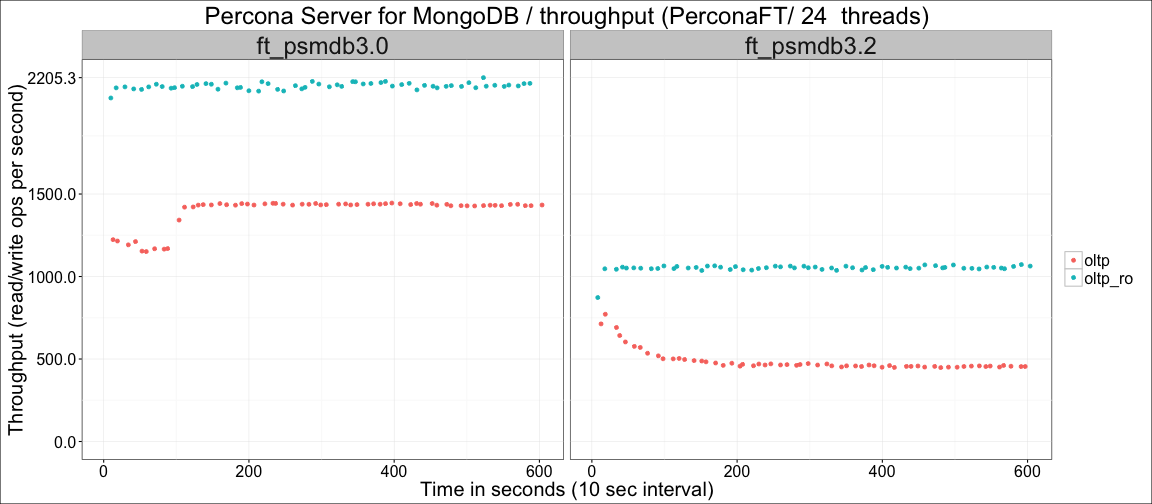 Percona Server for MongoDB / throughput (PerconaFT/ 24  threads)
ft_psmdb3.0
ft_psmdb3.2
Throughput (read/write ops per second)
2205.3
1500.0
1000.0
500.0
0.0
oltp
oltp_ro
0
200
400
600
0
200
400
600
Time in seconds (10 sec interval)